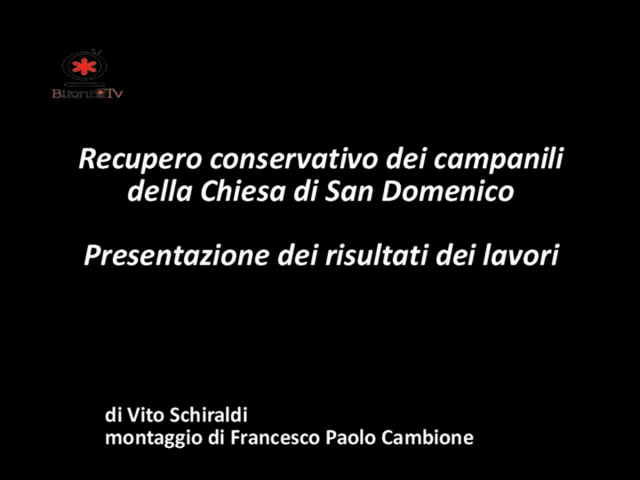 BitontoTv
Recupero conservativo dei campanili
della Chiesa di San Domenico
Presentazione dei risultati dei lavori
di Vito Schiraldi
montaggio di Francesco Paolo Cambione